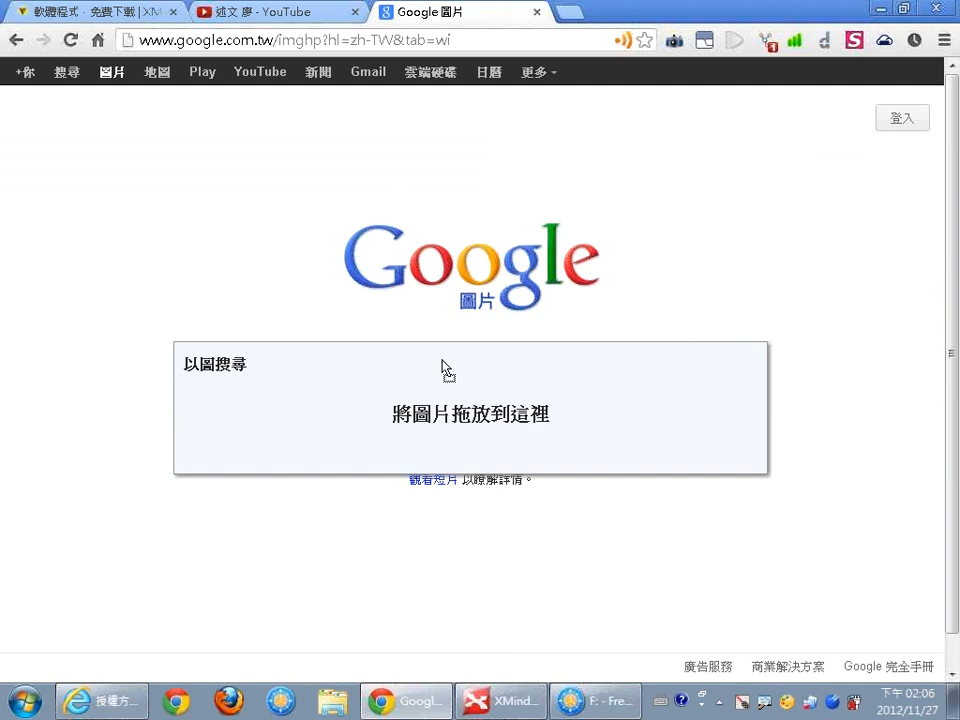 軟體程式 - 免費下載 | XM
述文 廖 - YouTube
Google 圖片
www.google.com.tw/imghp?hl=zh-TW&tab=wi
+你 搜尋 圖片 地圖 Play YouTube 新聞 Gmail 雲端硬碟 日曆 更多
登入
Google
圖片
以圖搜尋
將圖片拖放到這裡
觀看短片 以瞭解詳情。
廣告服務 商業解決方案 Google 完全手冊
授權方...
Googl...
XMind...
F: - Fre...
下午 02:06
2012/11/27